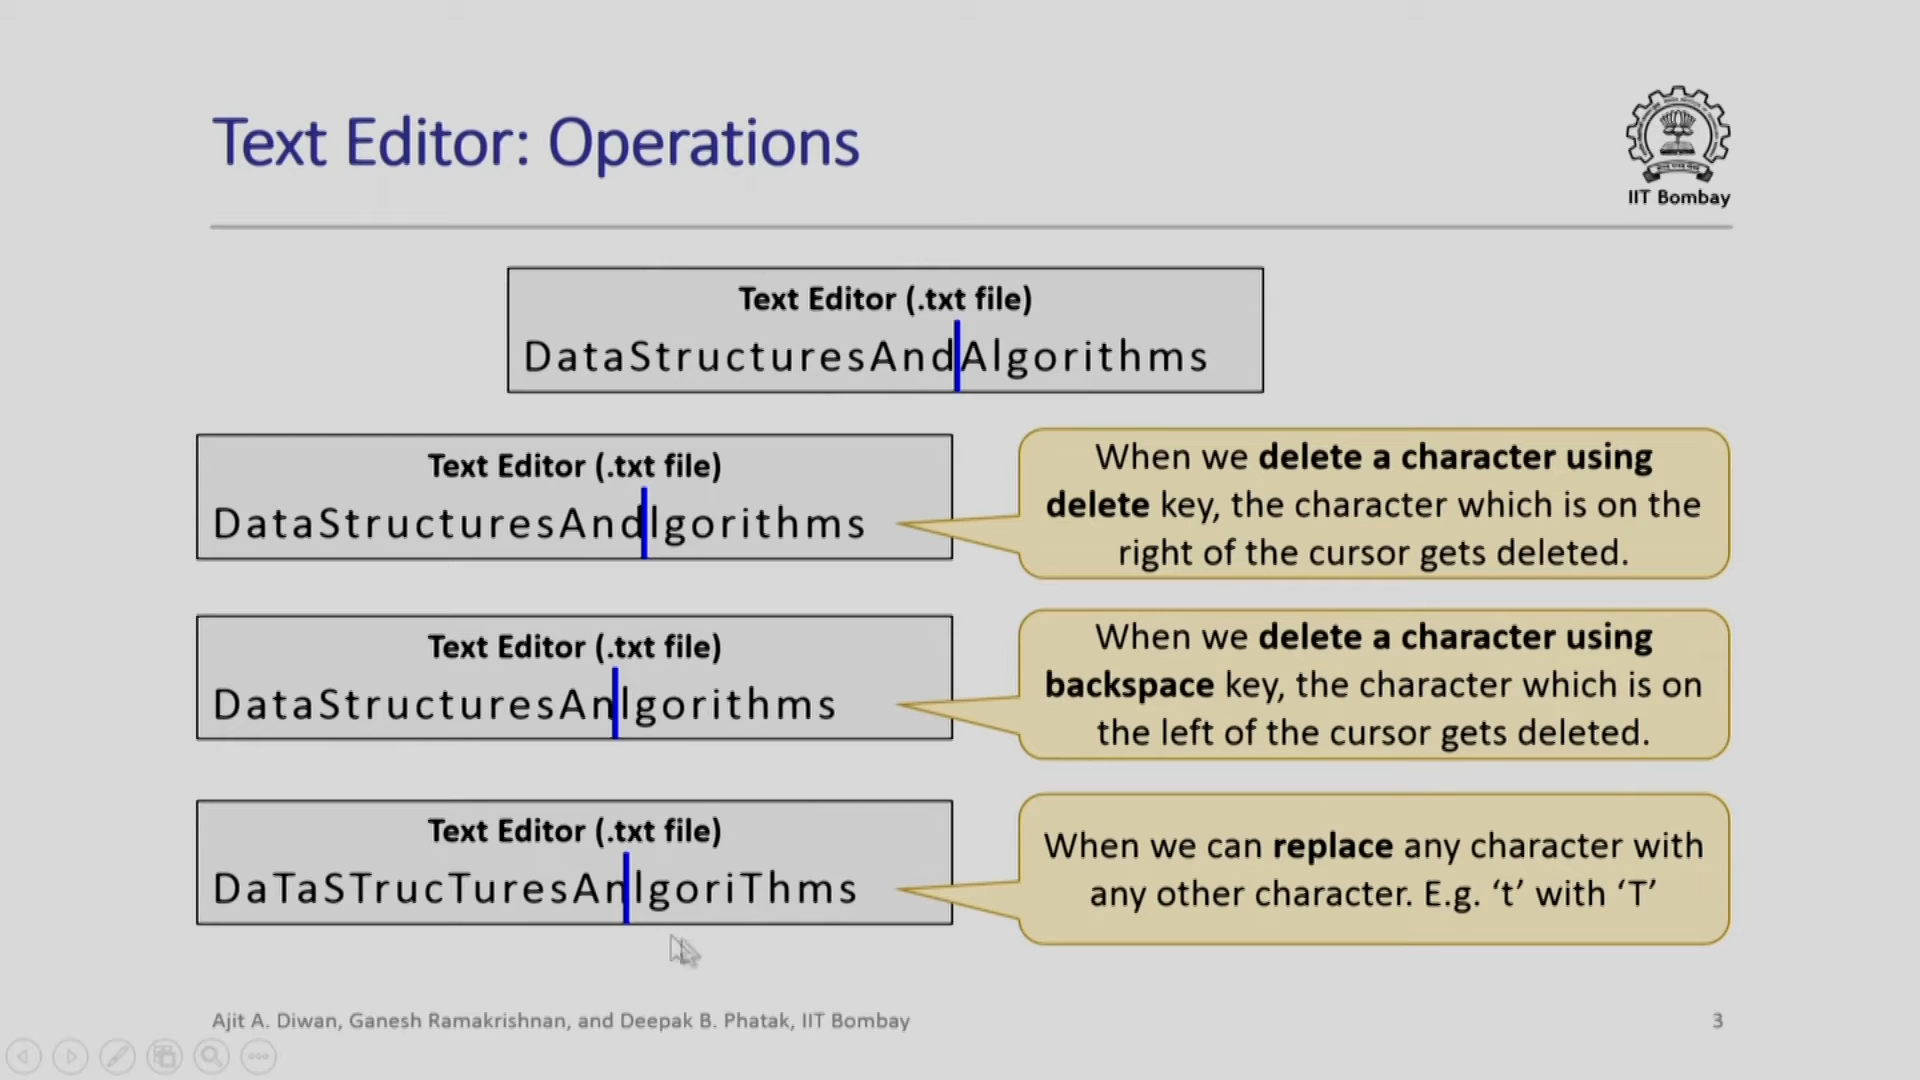 Text Editor: Operations
IIT Bombay
Text Editor (.txt file)
DataStructuresAndAlgorithms
Text Editor (.txt file)
DataStructuresAndlgorithms
When we delete a character using
delete key, the character which is on the
right of the cursor gets deleted.
Text Editor (.txt file)
DataStructuresAnlgorithms
When we delete a character using
backspace key, the character which is on
the left of the cursor gets deleted.
Text Editor (.txt file)
DaTaSTrucTuresAnlgoriThms
When we can replace any character with
any other character. E.g. ‘t’ with ‘T’
Ajit A. Diwan, Ganesh Ramakrishnan, and Deepak B. Phatak, IIT Bombay
3